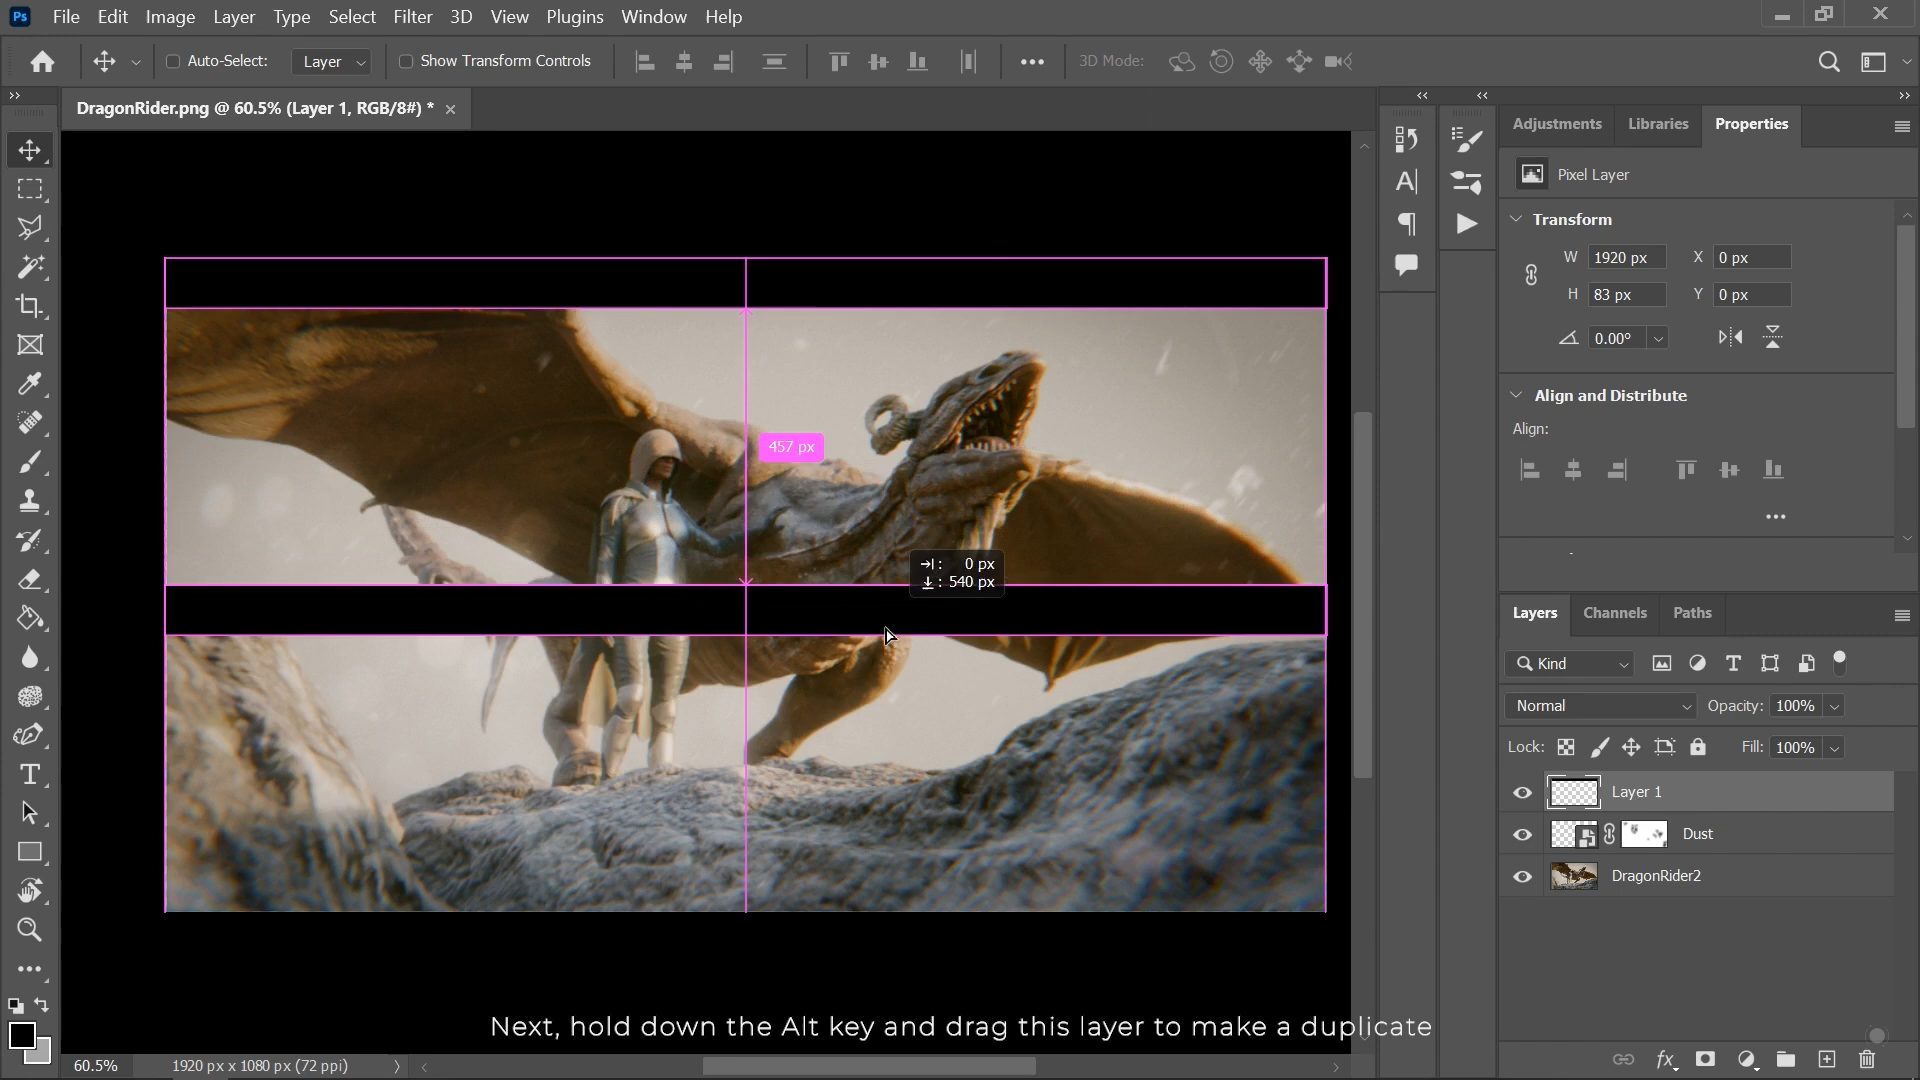 Ps File Edit Image Layer Type Select Filter 3D View Plugins Window Help
Auto-Select: Layer Show Transform Controls 3D Mode:
DragonRider.png @ 60.5% (Layer 1, RGB/8#) *
Adjustments Libraries Properties
Pixel Layer
Transform
W 1920 px X 0 px
H 83 px Y 0 px
0.00°
Align and Distribute
Align:
457 px
0 px
540 px
Layers Channels Paths
Kind
Normal Opacity: 100%
Lock: Fill: 100%
Layer 1
Dust
DragonRider2
Next, hold down the Alt key and drag this layer to make a duplicate
60.5% 1920 px x 1080 px (72 ppi)
fx